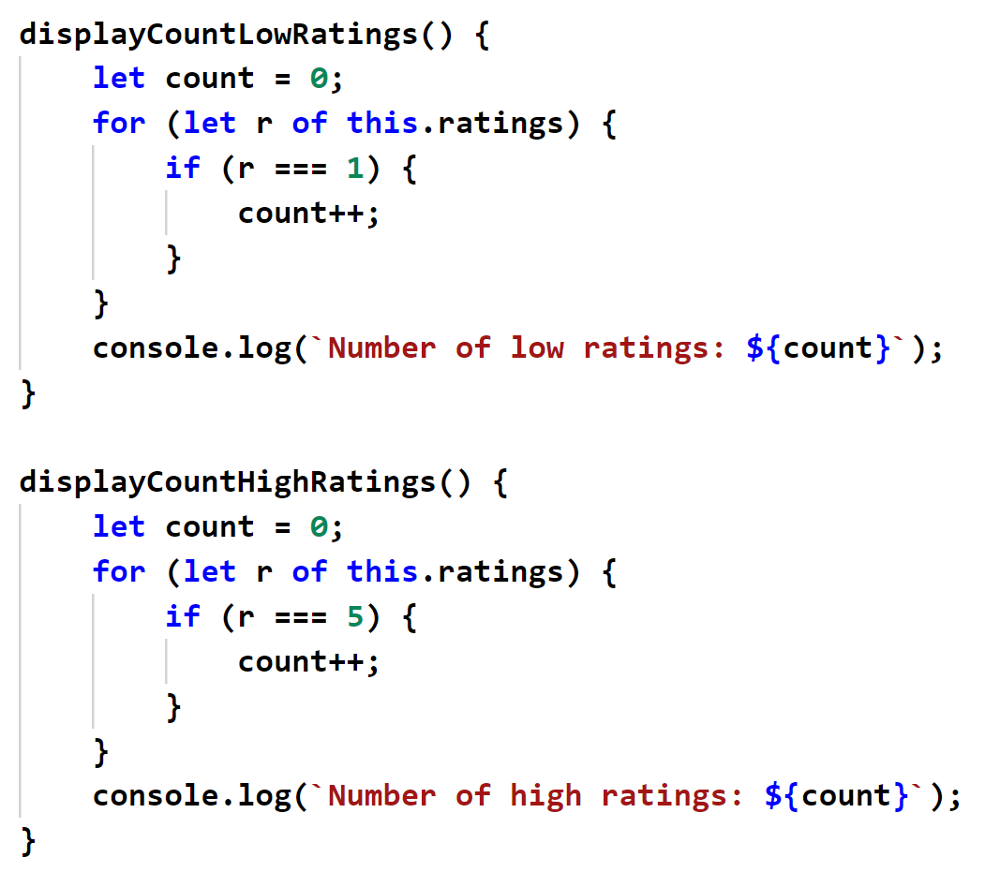 displayCountLowRatings() {
    let count = 0;
    for (let r of this.ratings) {
        if (r === 1) {
            count++;
        }
    }
    console.log(`Number of low ratings: ${count}`);
}

displayCountHighRatings() {
    let count = 0;
    for (let r of this.ratings) {
        if (r === 5) {
            count++;
        }
    }
    console.log(`Number of high ratings: ${count}`);
}